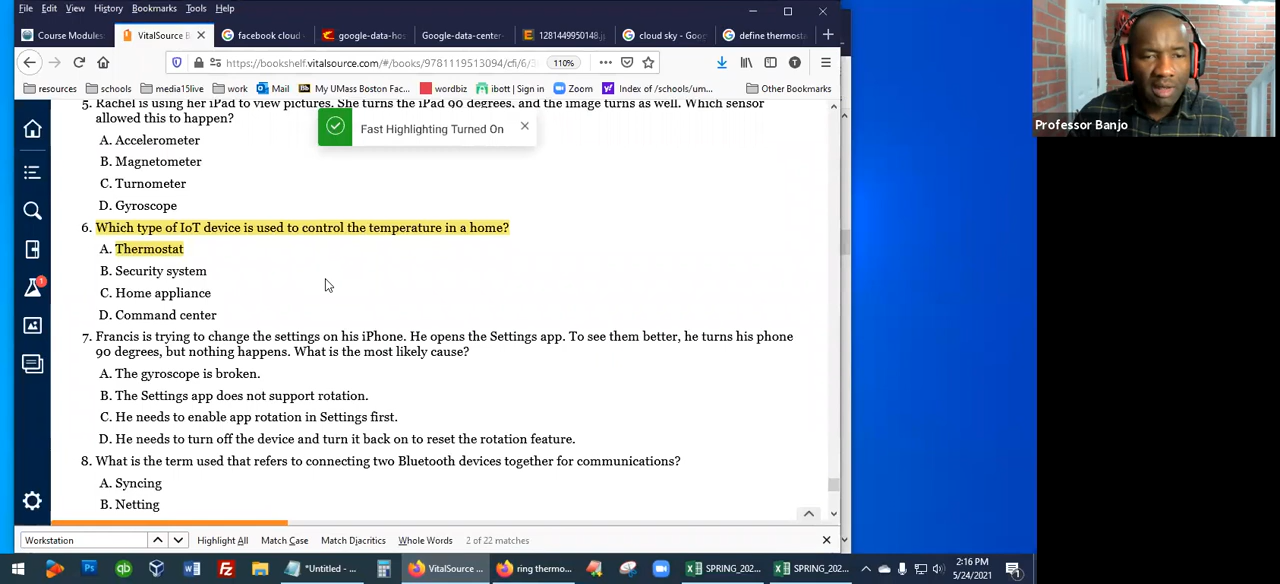 File Edit View History Bookmarks Tools Help
Course Modules:
VitalSource B
facebook cloud
google-data-ho
Google-data-center-
1281449950148.j
cloud sky - Goo
define thermosta
https://bookshelf.vitalsource.com/#/books/9781119513094/cfi/6/3
110%
resources schools media15live work Mail My UMass Boston Fac... wordbiz ibott | Sign in Zoom Index of /schools/um... Other Bookmarks
5. Rachel is using her iPad to view pictures. She turns the iPad 90 degrees, and the image turns as well. Which sensor
allowed this to happen?
Fast Highlighting Turned On
A. Accelerometer
B. Magnetometer
C. Turnometer
D. Gyroscope
6. Which type of IoT device is used to control the temperature in a home?
A. Thermostat
B. Security system
C. Home appliance
D. Command center
7. Francis is trying to change the settings on his iPhone. He opens the Settings app. To see them better, he turns his phone
90 degrees, but nothing happens. What is the most likely cause?
A. The gyroscope is broken.
B. The Settings app does not support rotation.
C. He needs to enable app rotation in Settings first.
D. He needs to turn off the device and turn it back on to reset the rotation feature.
8. What is the term used that refers to connecting two Bluetooth devices together for communications?
A. Syncing
B. Netting
Workstation Highlight All Match Case Match Diacritics Whole Words 2 of 22 matches
*Untitled - ...
VitalSource
ring thermo...
SPRING_202...
SPRING_202...
2:16 PM
5/24/2021
Professor Banjo